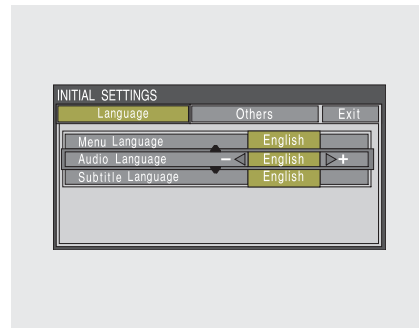 INITIAL SETTINGS
Language Others Exit
Menu Language English
Audio Language − English +
Subtitle Language English